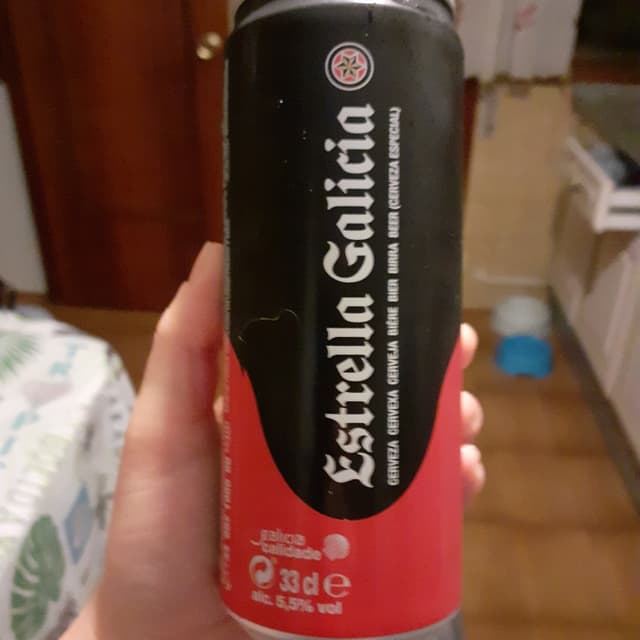 Estrella Galicia
CERVEZA CERVEXA CERVEJA BIÈRE BIER BIRRA BEER (CERVEZA ESPECIAL)
galicia
calidade
33 cl e
alc. 5,5% vol